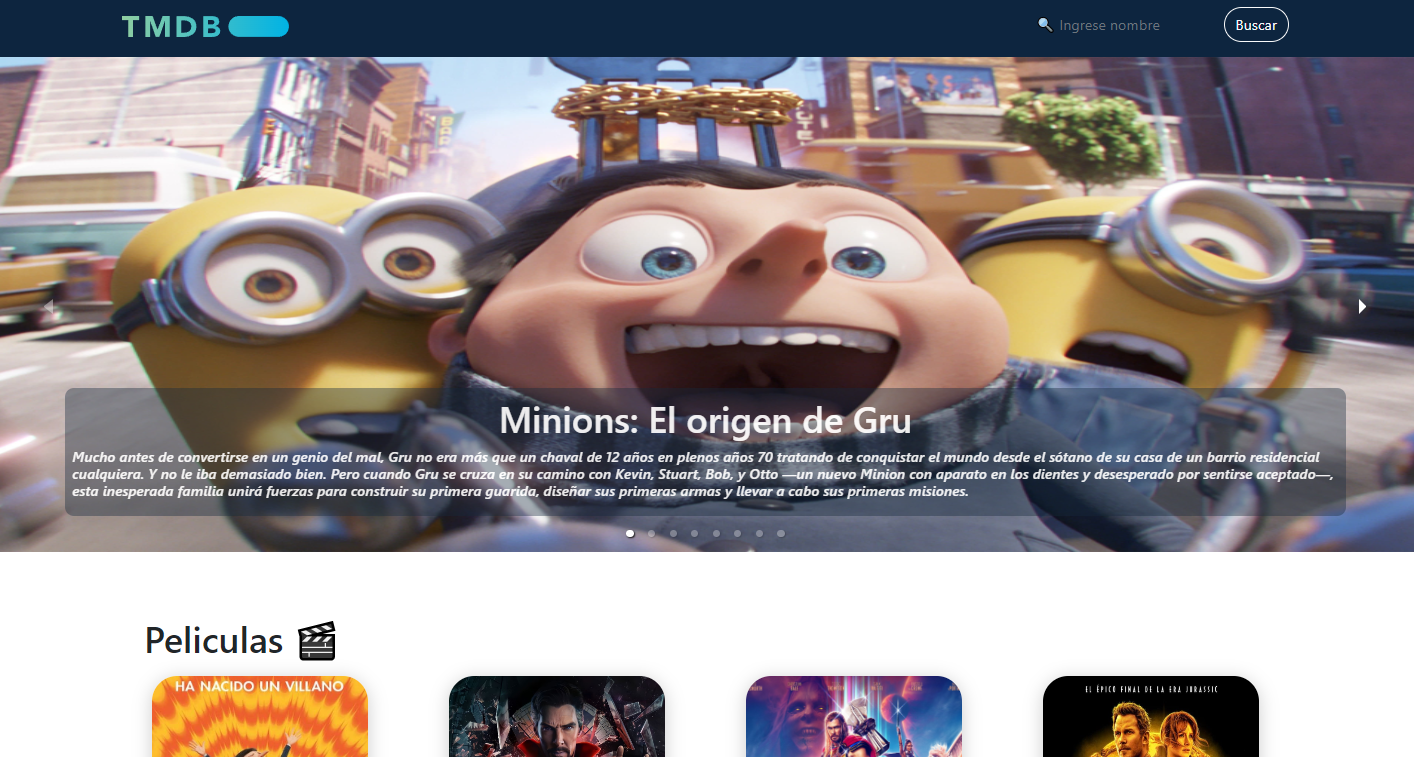 TMDB
Ingrese nombre
Buscar
BAR
Minions: El origen de Gru
Mucho antes de convertirse en un genio del mal, Gru no era más que un chaval de 12 años en plenos años 70 tratando de conquistar el mundo desde el sótano de su casa de un barrio residencial
cualquiera. Y no le iba demasiado bien. Pero cuando Gru se cruza en su camino con Kevin, Stuart, Bob, y Otto —un nuevo Minion con aparato en los dientes y desesperado por sentirse aceptado—,
esta inesperada familia unirá fuerzas para construir su primera guarida, diseñar sus primeras armas y llevar a cabo sus primeras misiones.
Peliculas
HA NACIDO UN VILLANO
EL ÉPICO FINAL DE LA ERA JURASSIC